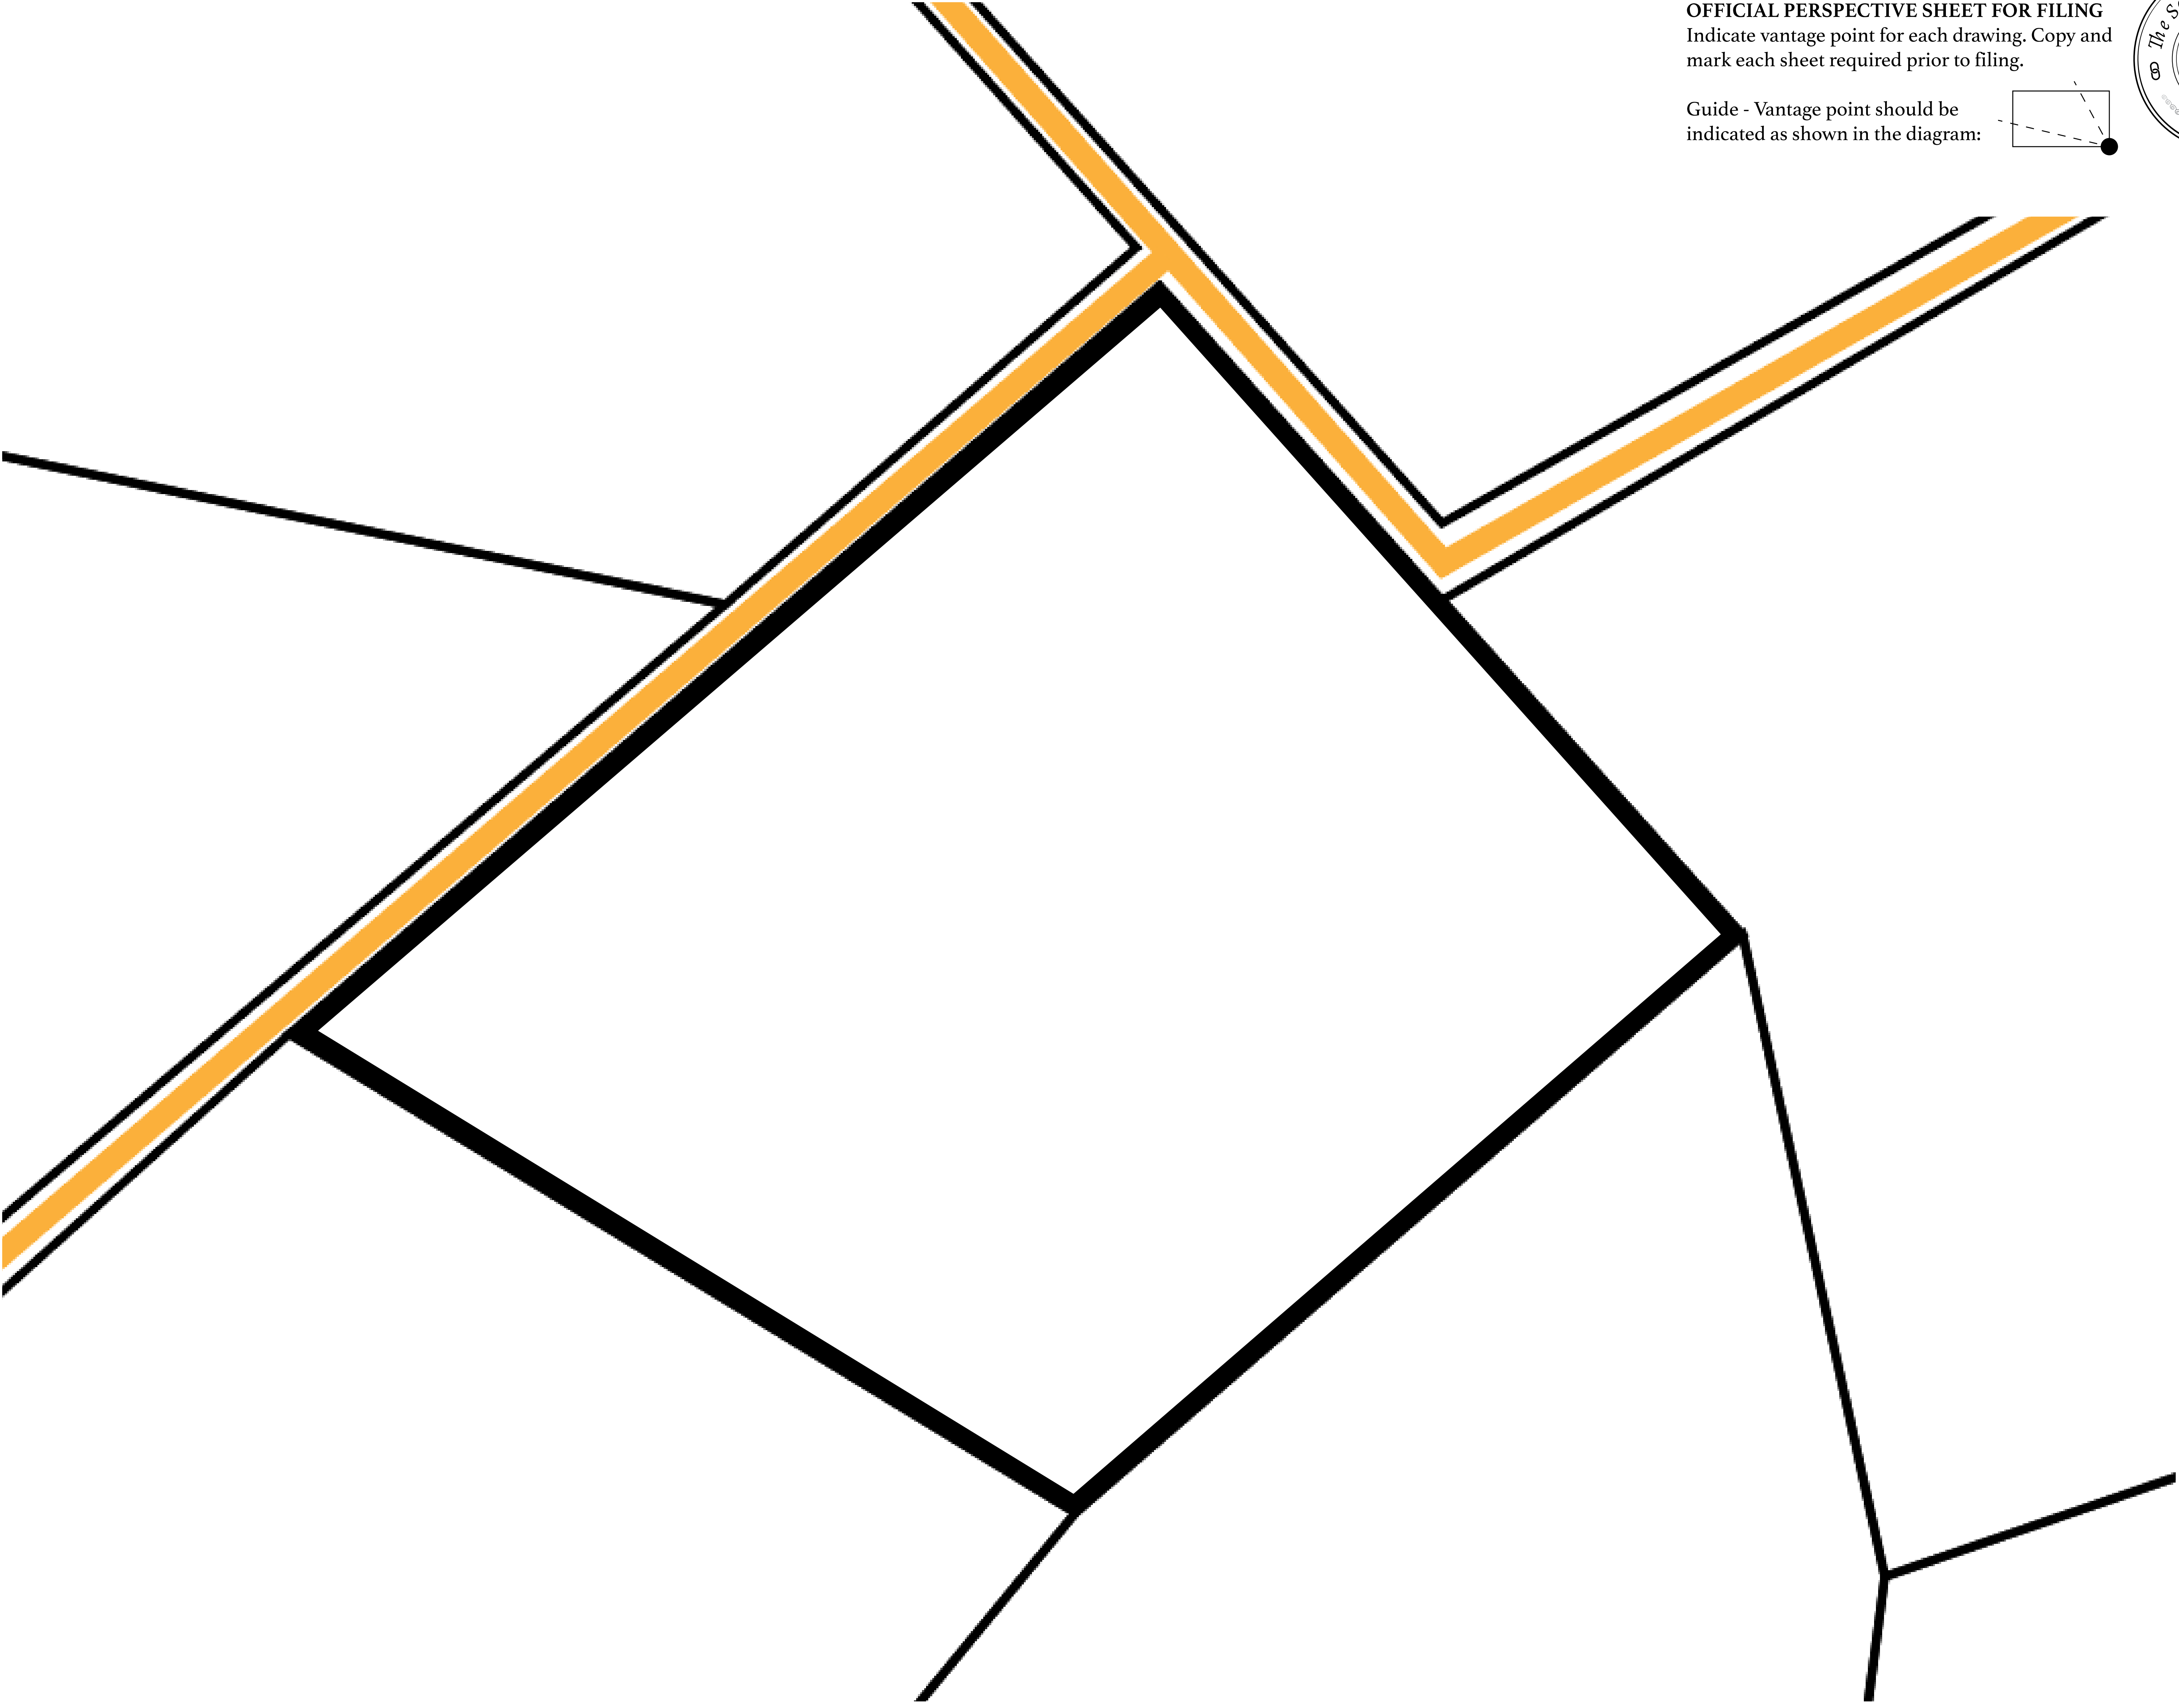 OFFICIAL PERSPECTIVE SHEET FOR FILING
Indicate vantage point for each drawing. Copy and
mark each sheet required prior to filing.
Guide - Vantage point should be
indicated as shown in the diagram:
The